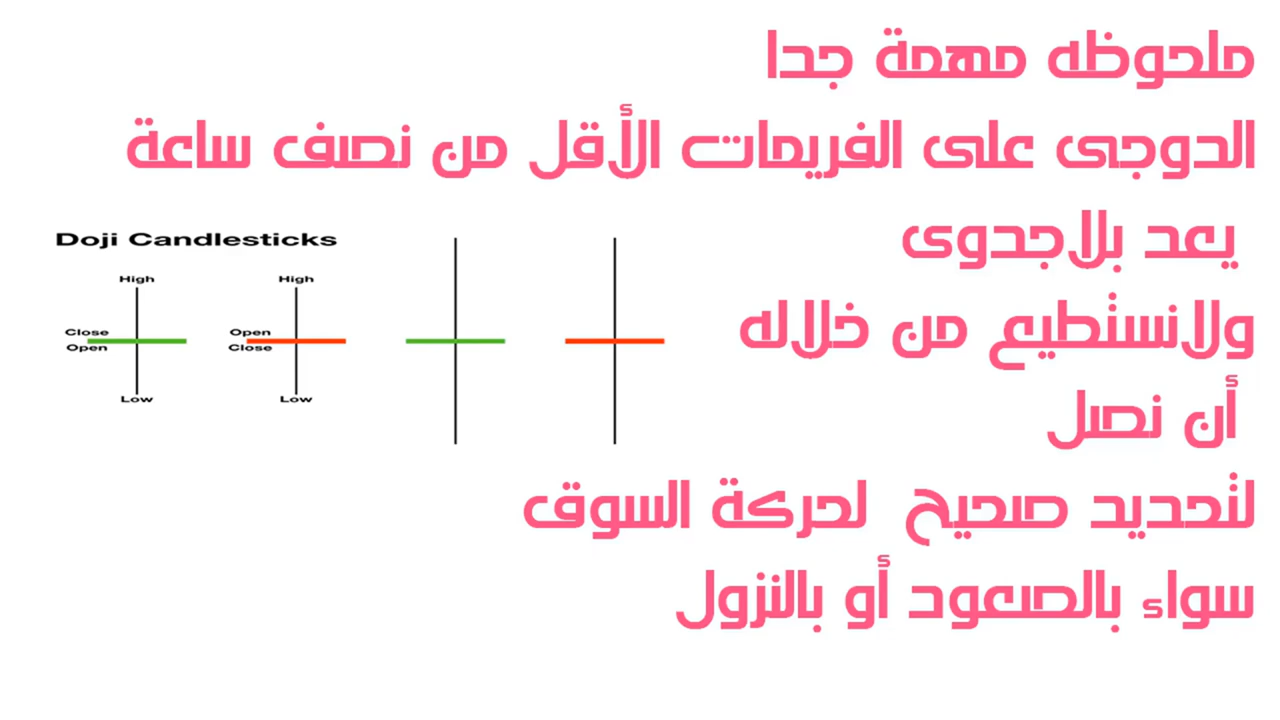 ملحوظه مهمة جدا
الدوجى على الفريمات الأقل من نصف ساعة
يعد بلاجدوى
ولانستطيع من خلاله
أن نصل
لتحديد صحيح لحركة السوق
سواء بالصعود أو بالنزول
Doji Candlesticks
High High
Close Open
Open Close
Low Low